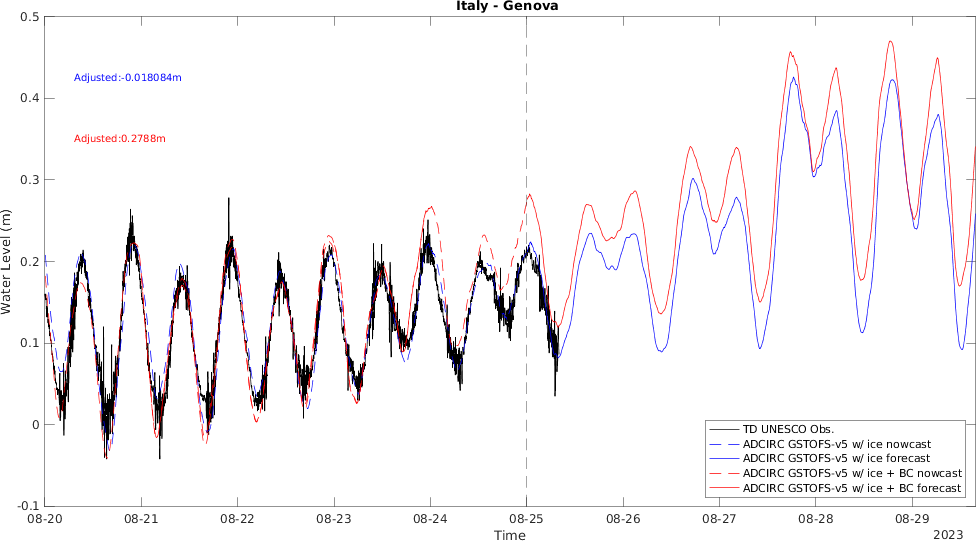 Italy - Genova
0.5
Adjusted:-0.018084m
0.4
Adjusted:0.2788m
0.3
Water Level (m)
0.2
0.1
0
TD UNESCO Obs.
ADCIRC GSTOFS-v5 w/ ice nowcast
ADCIRC GSTOFS-v5 w/ ice forecast
ADCIRC GSTOFS-v5 w/ ice + BC nowcast
ADCIRC GSTOFS-v5 w/ ice + BC forecast
-0.1
08-20 08-21 08-22 08-23 08-24 08-25 08-26 08-27 08-28 08-29
Time
2023